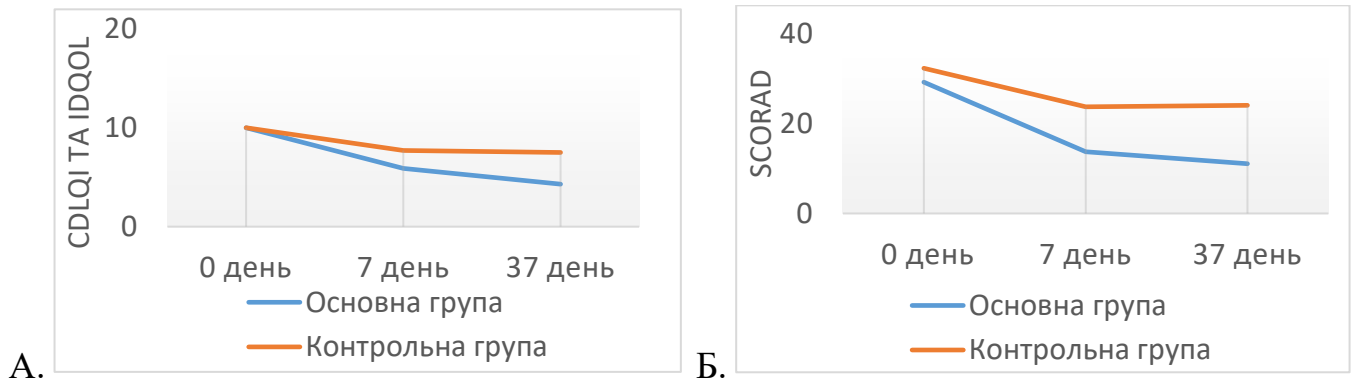 20
10
0
CDLQI ТА IDQOL
0 день 7 день 37 день
Основна група
Контрольна група
А.
40
20
0
SCORAD
0 день 7 день 37 день
Основна група
Контрольна група
Б.